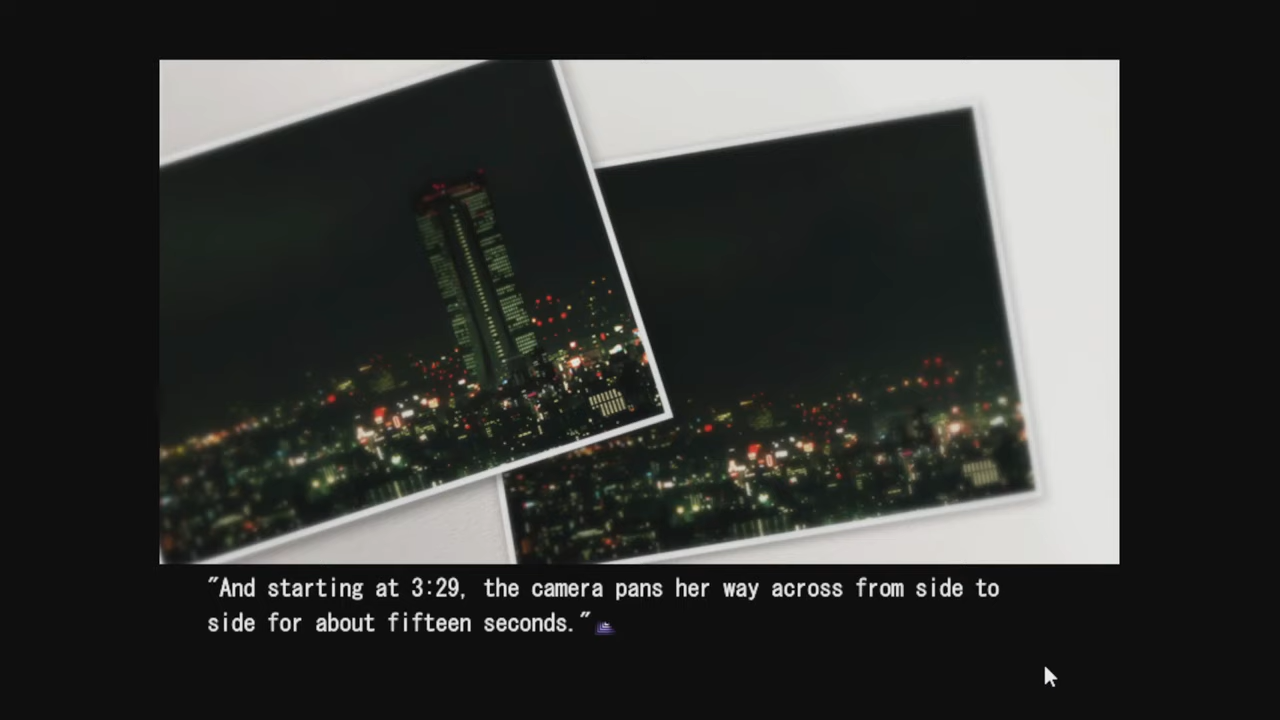 "And starting at 3:29, the camera pans her way across from side to
side for about fifteen seconds."